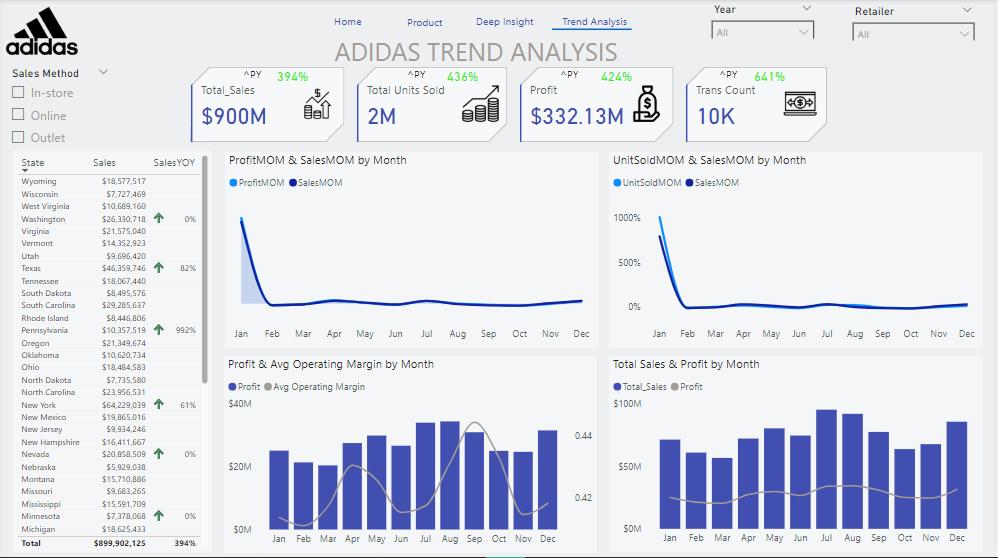 adidas
Home Product Deep Insight Trend Analysis
Year
All
Retailer
All
ADIDAS TREND ANALYSIS
Sales Method
In-store
Online
Outlet
^PY 394%
Total_Sales
$900M
^PY 436%
Total Units Sold
2M
^PY 424%
Profit
$332.13M
^PY 641%
Trans Count
10K
State Sales SalesYOY
Wyoming $18,577,517
Wisconsin $7,727,469
West Virginia $10,689,160
Washington $26,330,718 0%
Virginia $21,575,040
Vermont $14,352,923
Utah $9,696,420
Texas $46,359,746 82%
Tennessee $18,067,440
South Dakota $8,495,576
South Carolina $29,285,637
Rhode Island $8,446,806
Pennsylvania $10,357,519 992%
Oregon $21,349,674
Oklahoma $10,620,734
Ohio $18,484,583
North Dakota $7,735,580
North Carolina $23,956,531
New York $64,229,039 61%
New Mexico $19,865,016
New Jersey $9,934,246
New Hampshire $16,411,667
Nevada $20,858,509 0%
Nebraska $5,929,038
Montana $15,710,886
Missouri $9,683,265
Mississippi $15,591,709
Minnesota $7,378,068 0%
Michigan $18,625,433
Total $899,902,125 394%
ProfitMOM & SalesMOM by Month
ProfitMOM SalesMOM
Jan Feb Mar Apr May Jun Jul Aug Sep Oct Nov Dec
UnitSoldMOM & SalesMOM by Month
UnitSoldMOM SalesMOM
1000%
500%
0%
Jan Feb Mar Apr May Jun Jul Aug Sep Oct Nov Dec
Profit & Avg Operating Margin by Month
Profit Avg Operating Margin
$40M
0.44
$20M
0.42
$0M
Jan Feb Mar Apr May Jun Jul Aug Sep Oct Nov Dec
Total Sales & Profit by Month
Total_Sales Profit
$100M
$50M
$0M
Jan Feb Mar Apr May Jun Jul Aug Sep Oct Nov Dec